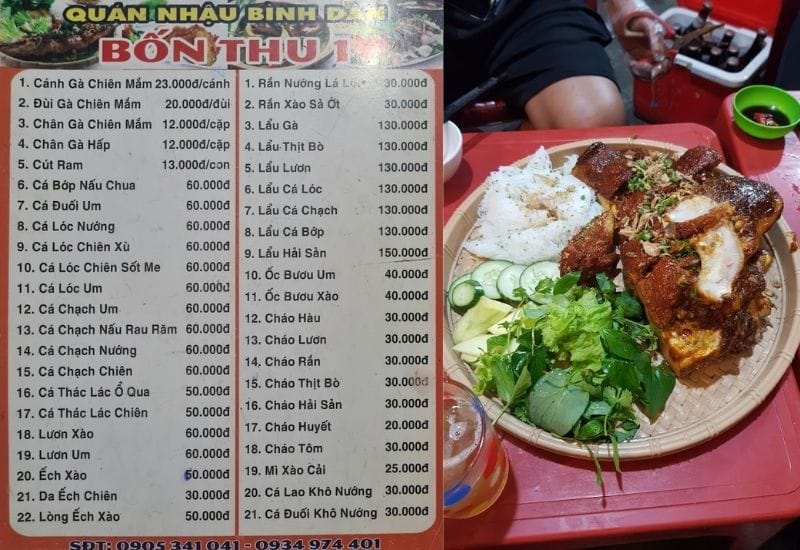 QUÁN NHẬU BÌNH DÂN
BỐN THU 1
1. Cánh Gà Chiên Mắm 23.000đ/cánh
2. Đùi Gà Chiên Mắm 20.000đ/đùi
3. Chân Gà Chiên Mắm 12.000đ/cặp
4. Chân Gà Hấp 12.000đ/cặp
5. Cút Ram 13.000đ/con
6. Cá Bớp Nấu Chua 60.000đ
7. Cá Đuối Um 60.000đ
8. Cá Lóc Nướng 60.000đ
9. Cá Lóc Chiên Xù 60.000đ
10. Cá Lóc Chiên Sốt Me 60.000đ
11. Cá Lóc Um 60.000đ
12. Cá Chạch Um 60.000đ
13. Cá Chạch Nấu Rau Răm 60.000đ
14. Cá Chạch Nướng 60.000đ
15. Cá Chạch Chiên 60.000đ
16. Cá Thác Lác Ổ Qua 50.000đ
17. Cá Thác Lác Chiên 50.000đ
18. Lươn Xào 60.000đ
19. Lươn Um 60.000đ
20. Ếch Xào 50.000đ
21. Da Ếch Chiên 30.000đ
22. Lòng Ếch Xào 50.000đ
1. Rắn Nướng Lá Lốt 30.000đ
2. Rắn Xào Sả Ớt 30.000đ
3. Lẩu Gà 130.000đ
4. Lẩu Thịt Bò 130.000đ
5. Lẩu Lươn 130.000đ
6. Lẩu Cá Lóc 130.000đ
7. Lẩu Cá Chạch 130.000đ
8. Lẩu Cá Bớp 130.000đ
9. Lẩu Hải Sản 150.000đ
10. Ốc Bươu Um 40.000đ
11. Ốc Bươu Xào 40.000đ
12. Cháo Hàu 30.000đ
13. Cháo Lươn 30.000đ
14. Cháo Rắn 30.000đ
15. Cháo Thịt Bò 30.000đ
16. Cháo Hải Sản 30.000đ
17. Cháo Huyết 20.000đ
18. Cháo Tôm 30.000đ
19. Mì Xào Cải 25.000đ
20. Cá Lao Khô Nướng 30.000đ
21. Cá Đuối Khô Nướng 30.000đ
SĐT: 0905 341 041 - 0934 974 401